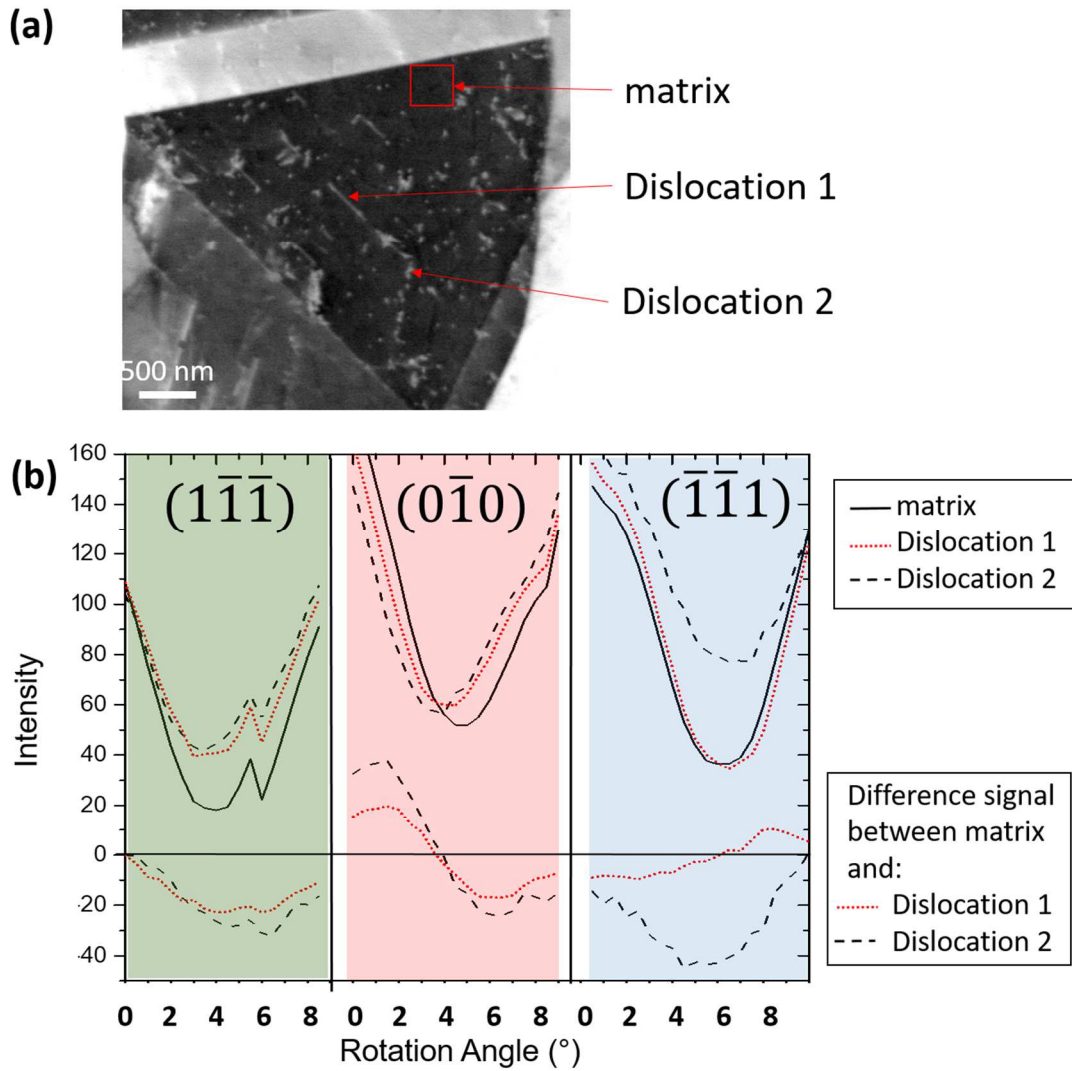 (a)
matrix
Dislocation 1
Dislocation 2
500 nm
(b)
160
140
120
100
80
60
40
20
0
-20
-40
Intensity
(11̅1̅)
(01̅0)
(1̅1̅1)
matrix
Dislocation 1
Dislocation 2
Difference signal
between matrix
and:
Dislocation 1
Dislocation 2
0 2 4 6 8 0 2 4 6 8 0 2 4 6 8
Rotation Angle (°)